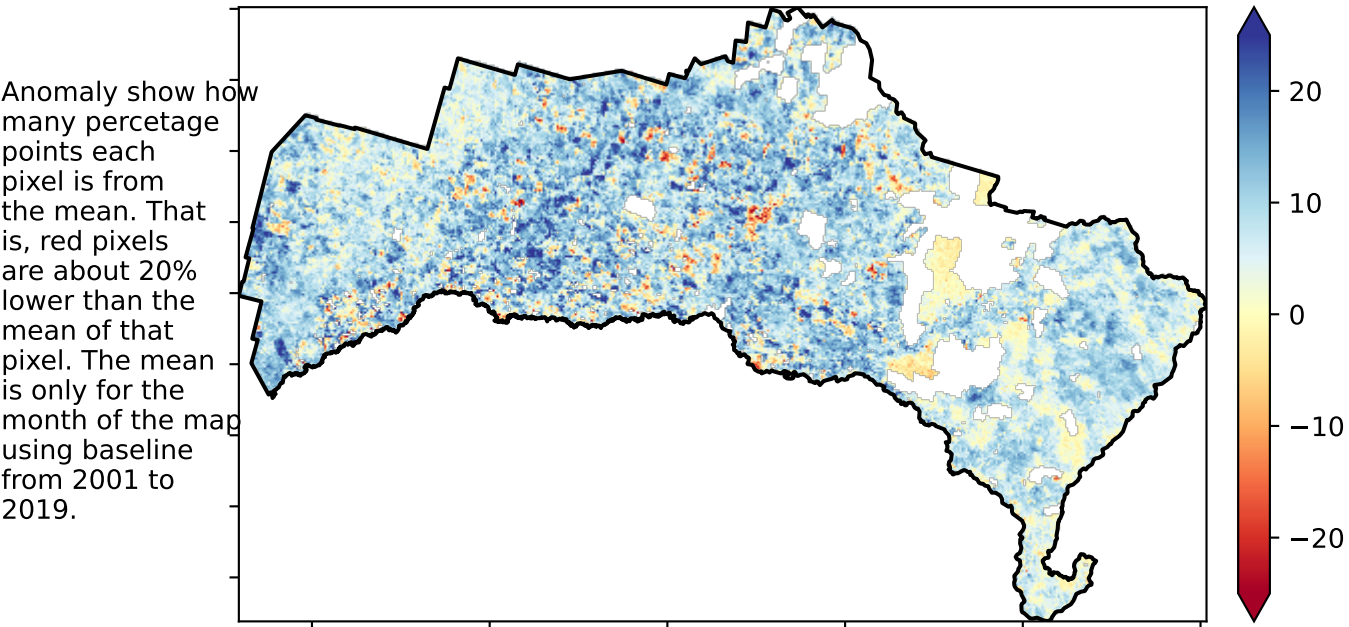 Anomaly show how
many percetage
points each
pixel is from
the mean. That
is, red pixels
are about 20%
lower than the
mean of that
pixel. The mean
is only for the
month of the map
using baseline
from 2001 to
2019.
20
10
0
−10
−20